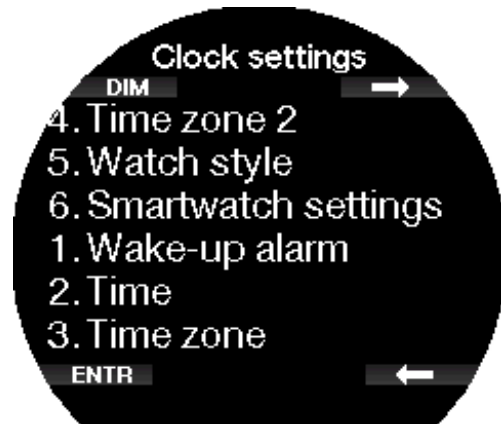 Clock settings
DIM →
4. Time zone 2
5. Watch style
6. Smartwatch settings
1. Wake-up alarm
2. Time
3. Time zone
ENTR ←